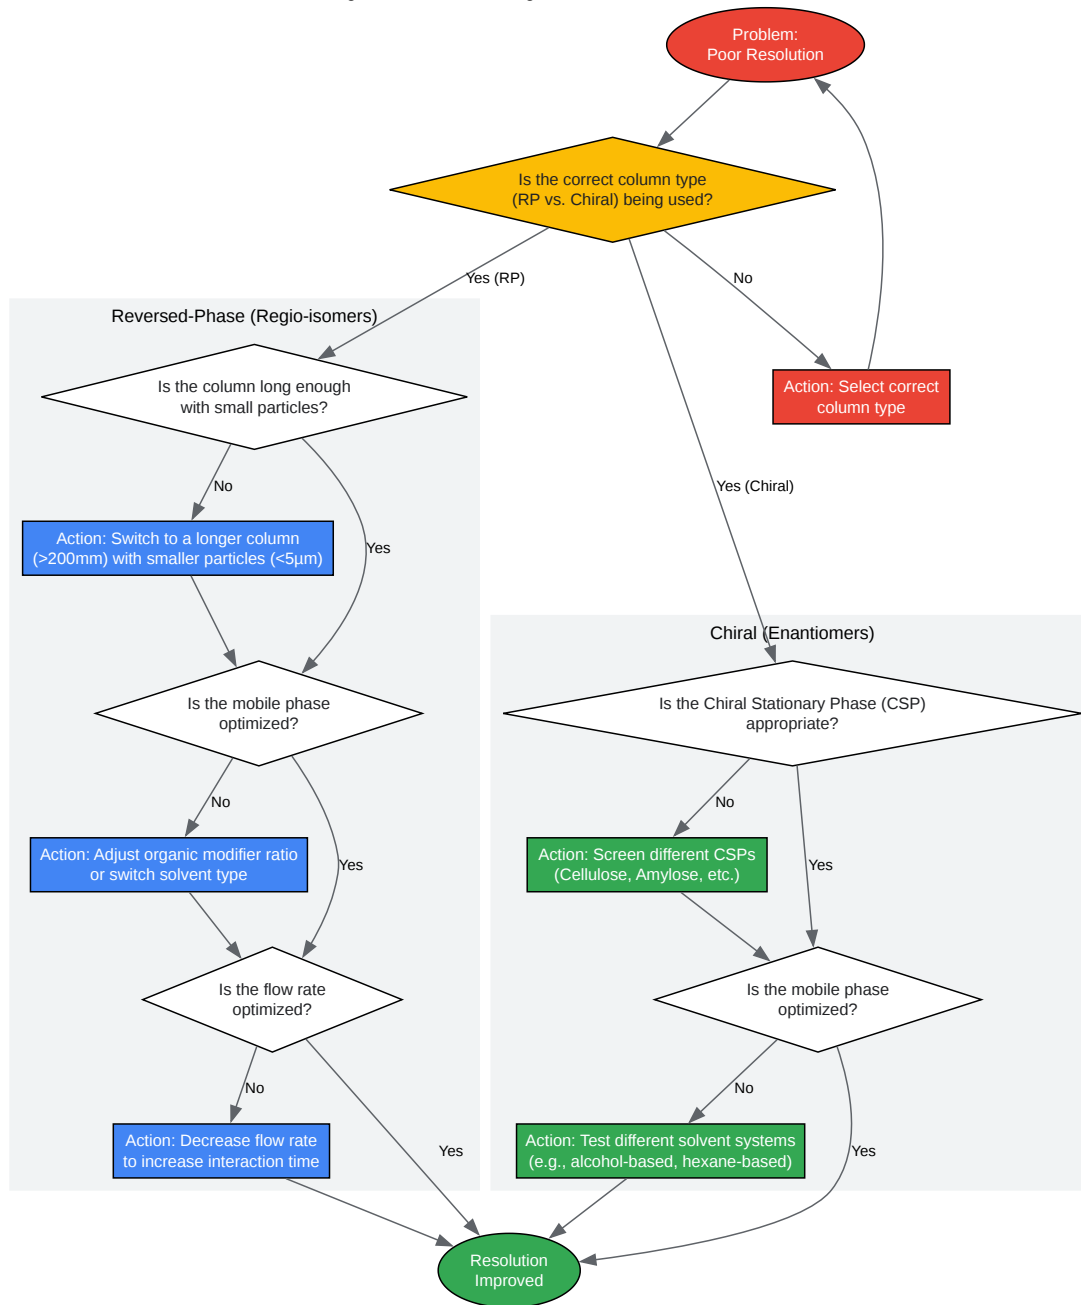 Problem:
Poor Resolution
Is the correct column type
(RP vs. Chiral) being used?
Yes (RP)
No
Reversed-Phase (Regio-isomers)
Is the column long enough
with small particles?
Action: Select correct
column type
No
Yes (Chiral)
Action: Switch to a longer column
(>200mm) with smaller particles (<5µm)
Yes
Chiral (Enantiomers)
Is the mobile phase
optimized?
Is the Chiral Stationary Phase (CSP)
appropriate?
No
No
Action: Adjust organic modifier ratio
or switch solvent type
Yes
Action: Screen different CSPs
(Cellulose, Amylose, etc.)
Yes
Is the flow rate
optimized?
Is the mobile phase
optimized?
No
No
Action: Decrease flow rate
to increase interaction time
Yes
Action: Test different solvent systems
(e.g., alcohol-based, hexane-based)
Yes
Resolution
Improved